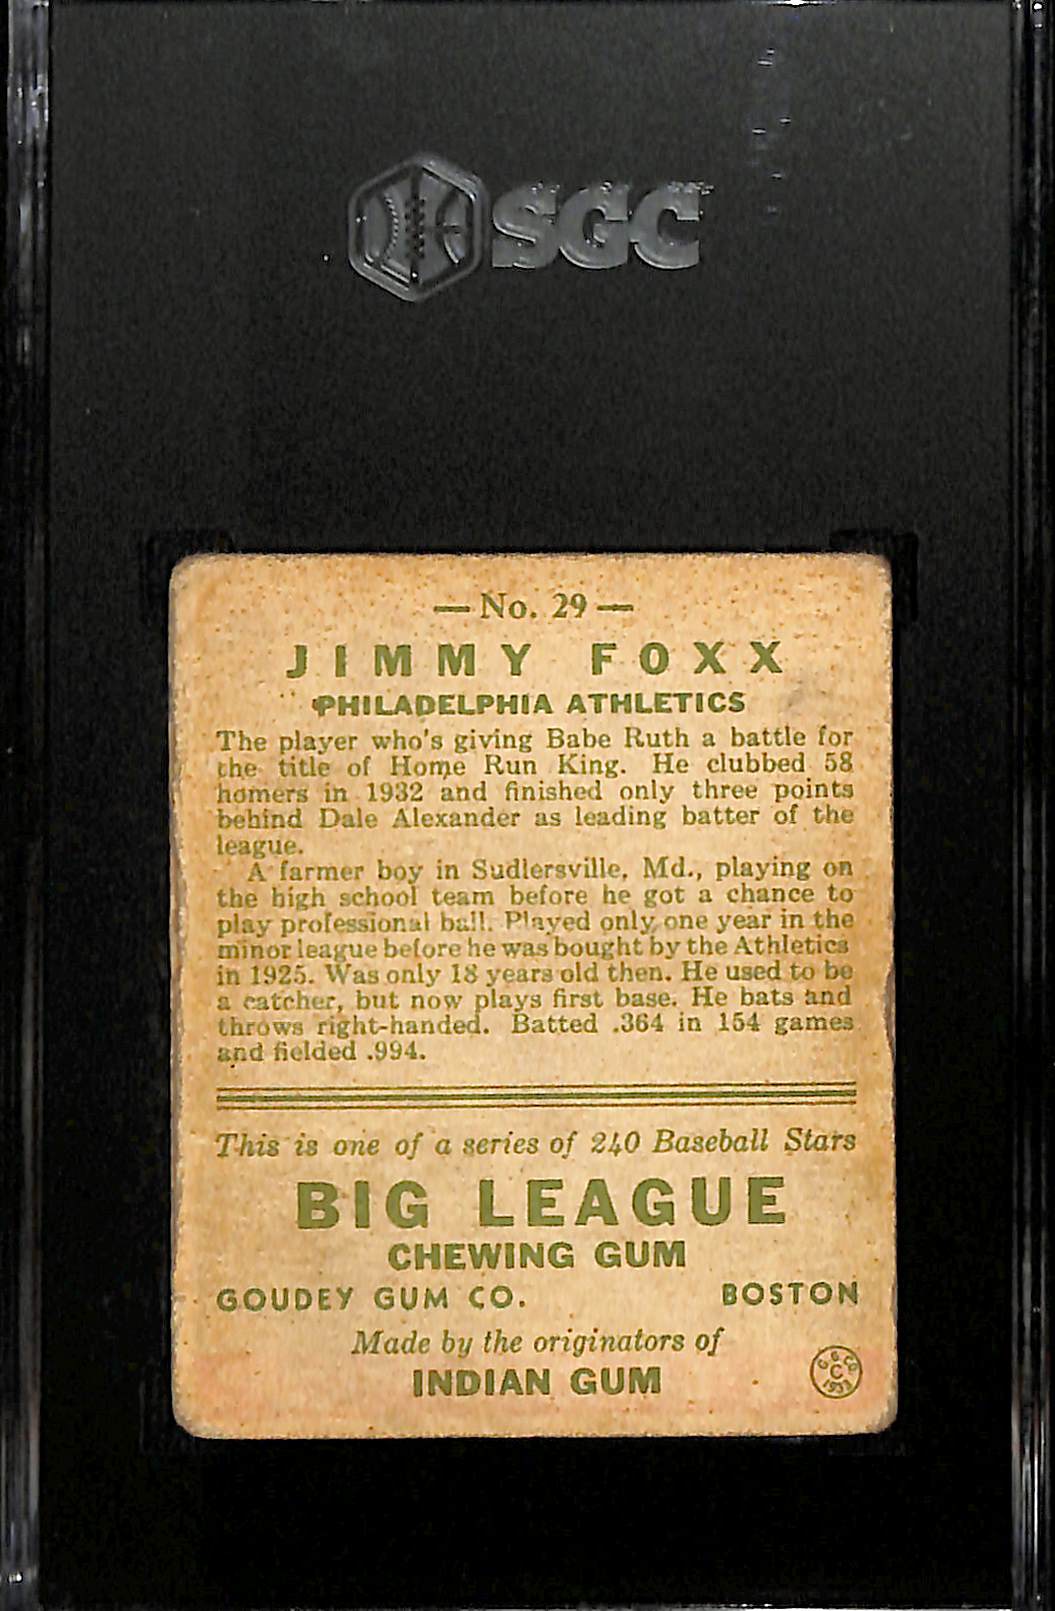 SGC
— No. 29 —
JIMMY FOXX
PHILADELPHIA ATHLETICS
The player who's giving Babe Ruth a battle for
the title of Home Run King. He clubbed 58
homers in 1932 and finished only three points
behind Dale Alexander as leading batter of the
league.
A farmer boy in Sudlersville, Md., playing on
the high school team before he got a chance to
play professional ball. Played only one year in the
minor league before he was bought by the Athletics
in 1925. Was only 18 years old then. He used to be
a catcher, but now plays first base. He bats and
throws right-handed. Batted .364 in 154 games
and fielded .994.
This is one of a series of 240 Baseball Stars
BIG LEAGUE
CHEWING GUM
GOUDEY GUM CO. BOSTON
Made by the originators of
INDIAN GUM
G. G. Co.
C
1933